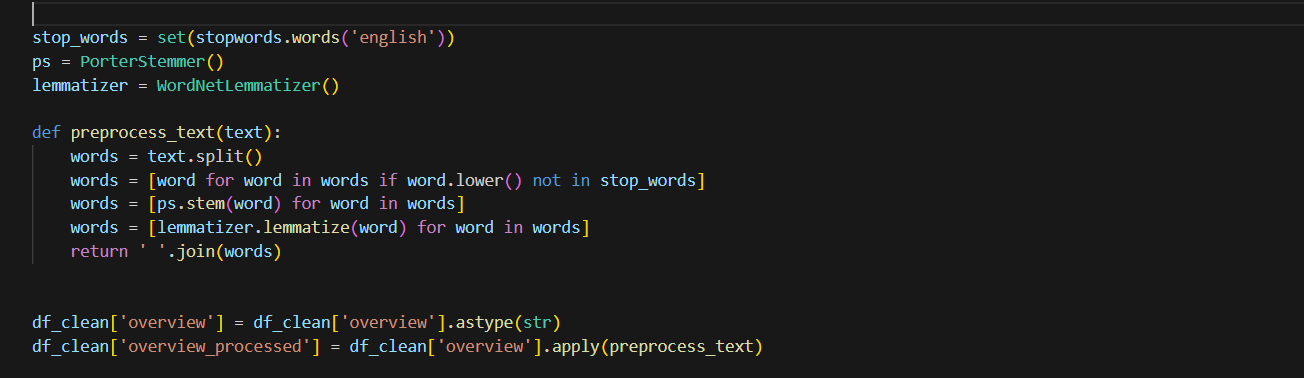 stop_words = set(stopwords.words('english'))
ps = PorterStemmer()
lemmatizer = WordNetLemmatizer()
def preprocess_text(text):
    words = text.split()
    words = [word for word in words if word.lower() not in stop_words]
    words = [ps.stem(word) for word in words]
    words = [lemmatizer.lemmatize(word) for word in words]
    return ' '.join(words)
df_clean['overview'] = df_clean['overview'].astype(str)
df_clean['overview_processed'] = df_clean['overview'].apply(preprocess_text)